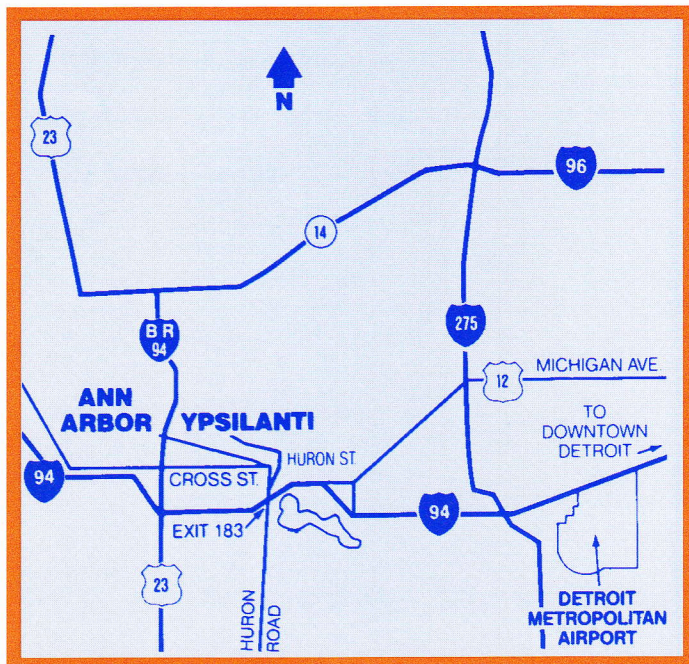 N
23
96
14
275
B R
94
MICHIGAN AVE.
12
ANN
ARBOR
YPSILANTI
TO
DOWNTOWN
DETROIT
HURON ST.
94
CROSS ST.
94
EXIT 183
23
HURON
ROAD
DETROIT
METROPOLITAN
AIRPORT